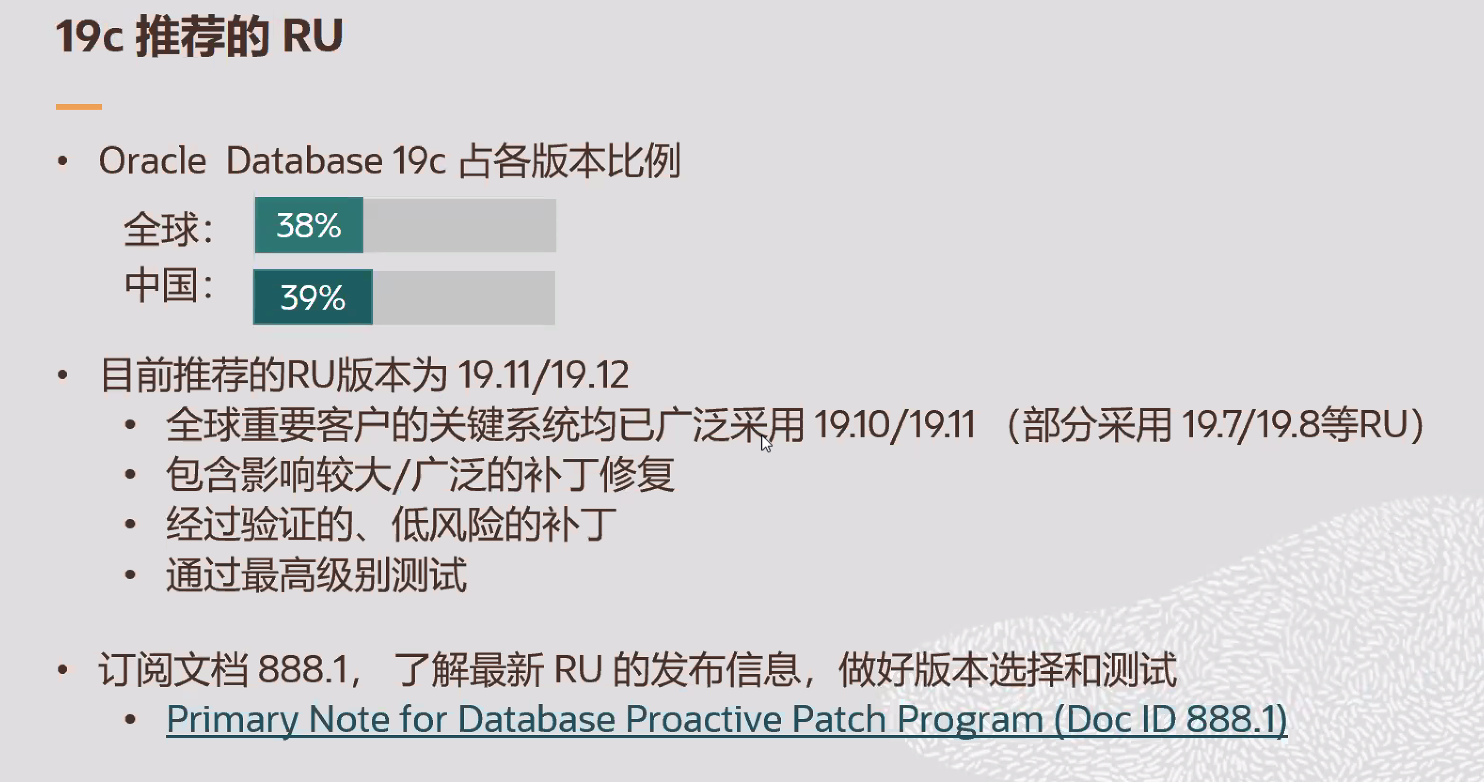 19c 推荐的 RU
• Oracle Database 19c 占各版本比例
全球： 38%
中国： 39%
• 目前推荐的RU版本为 19.11/19.12
• 全球重要客户的关键系统均已广泛采用 19.10/19.11 （部分采用 19.7/19.8等RU）
• 包含影响较大/广泛的补丁修复
• 经过验证的、低风险的补丁
• 通过最高级别测试
• 订阅文档 888.1， 了解最新 RU 的发布信息，做好版本选择和测试
• Primary Note for Database Proactive Patch Program (Doc ID 888.1)